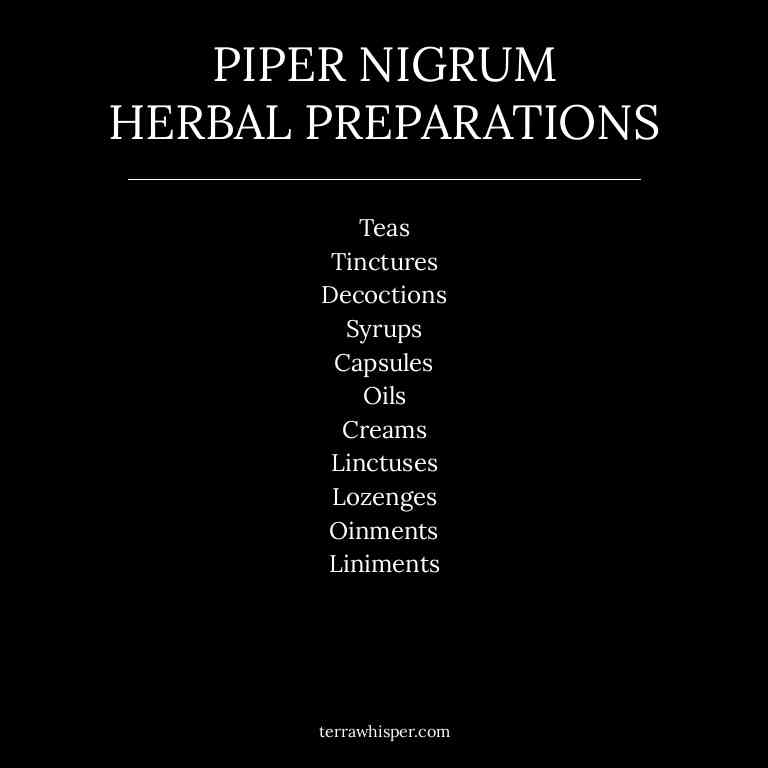 PIPER NIGRUM
HERBAL PREPARATIONS
Teas
Tinctures
Decoctions
Syrups
Capsules
Oils
Creams
Linctuses
Lozenges
Oinments
Liniments
terrawhisper.com